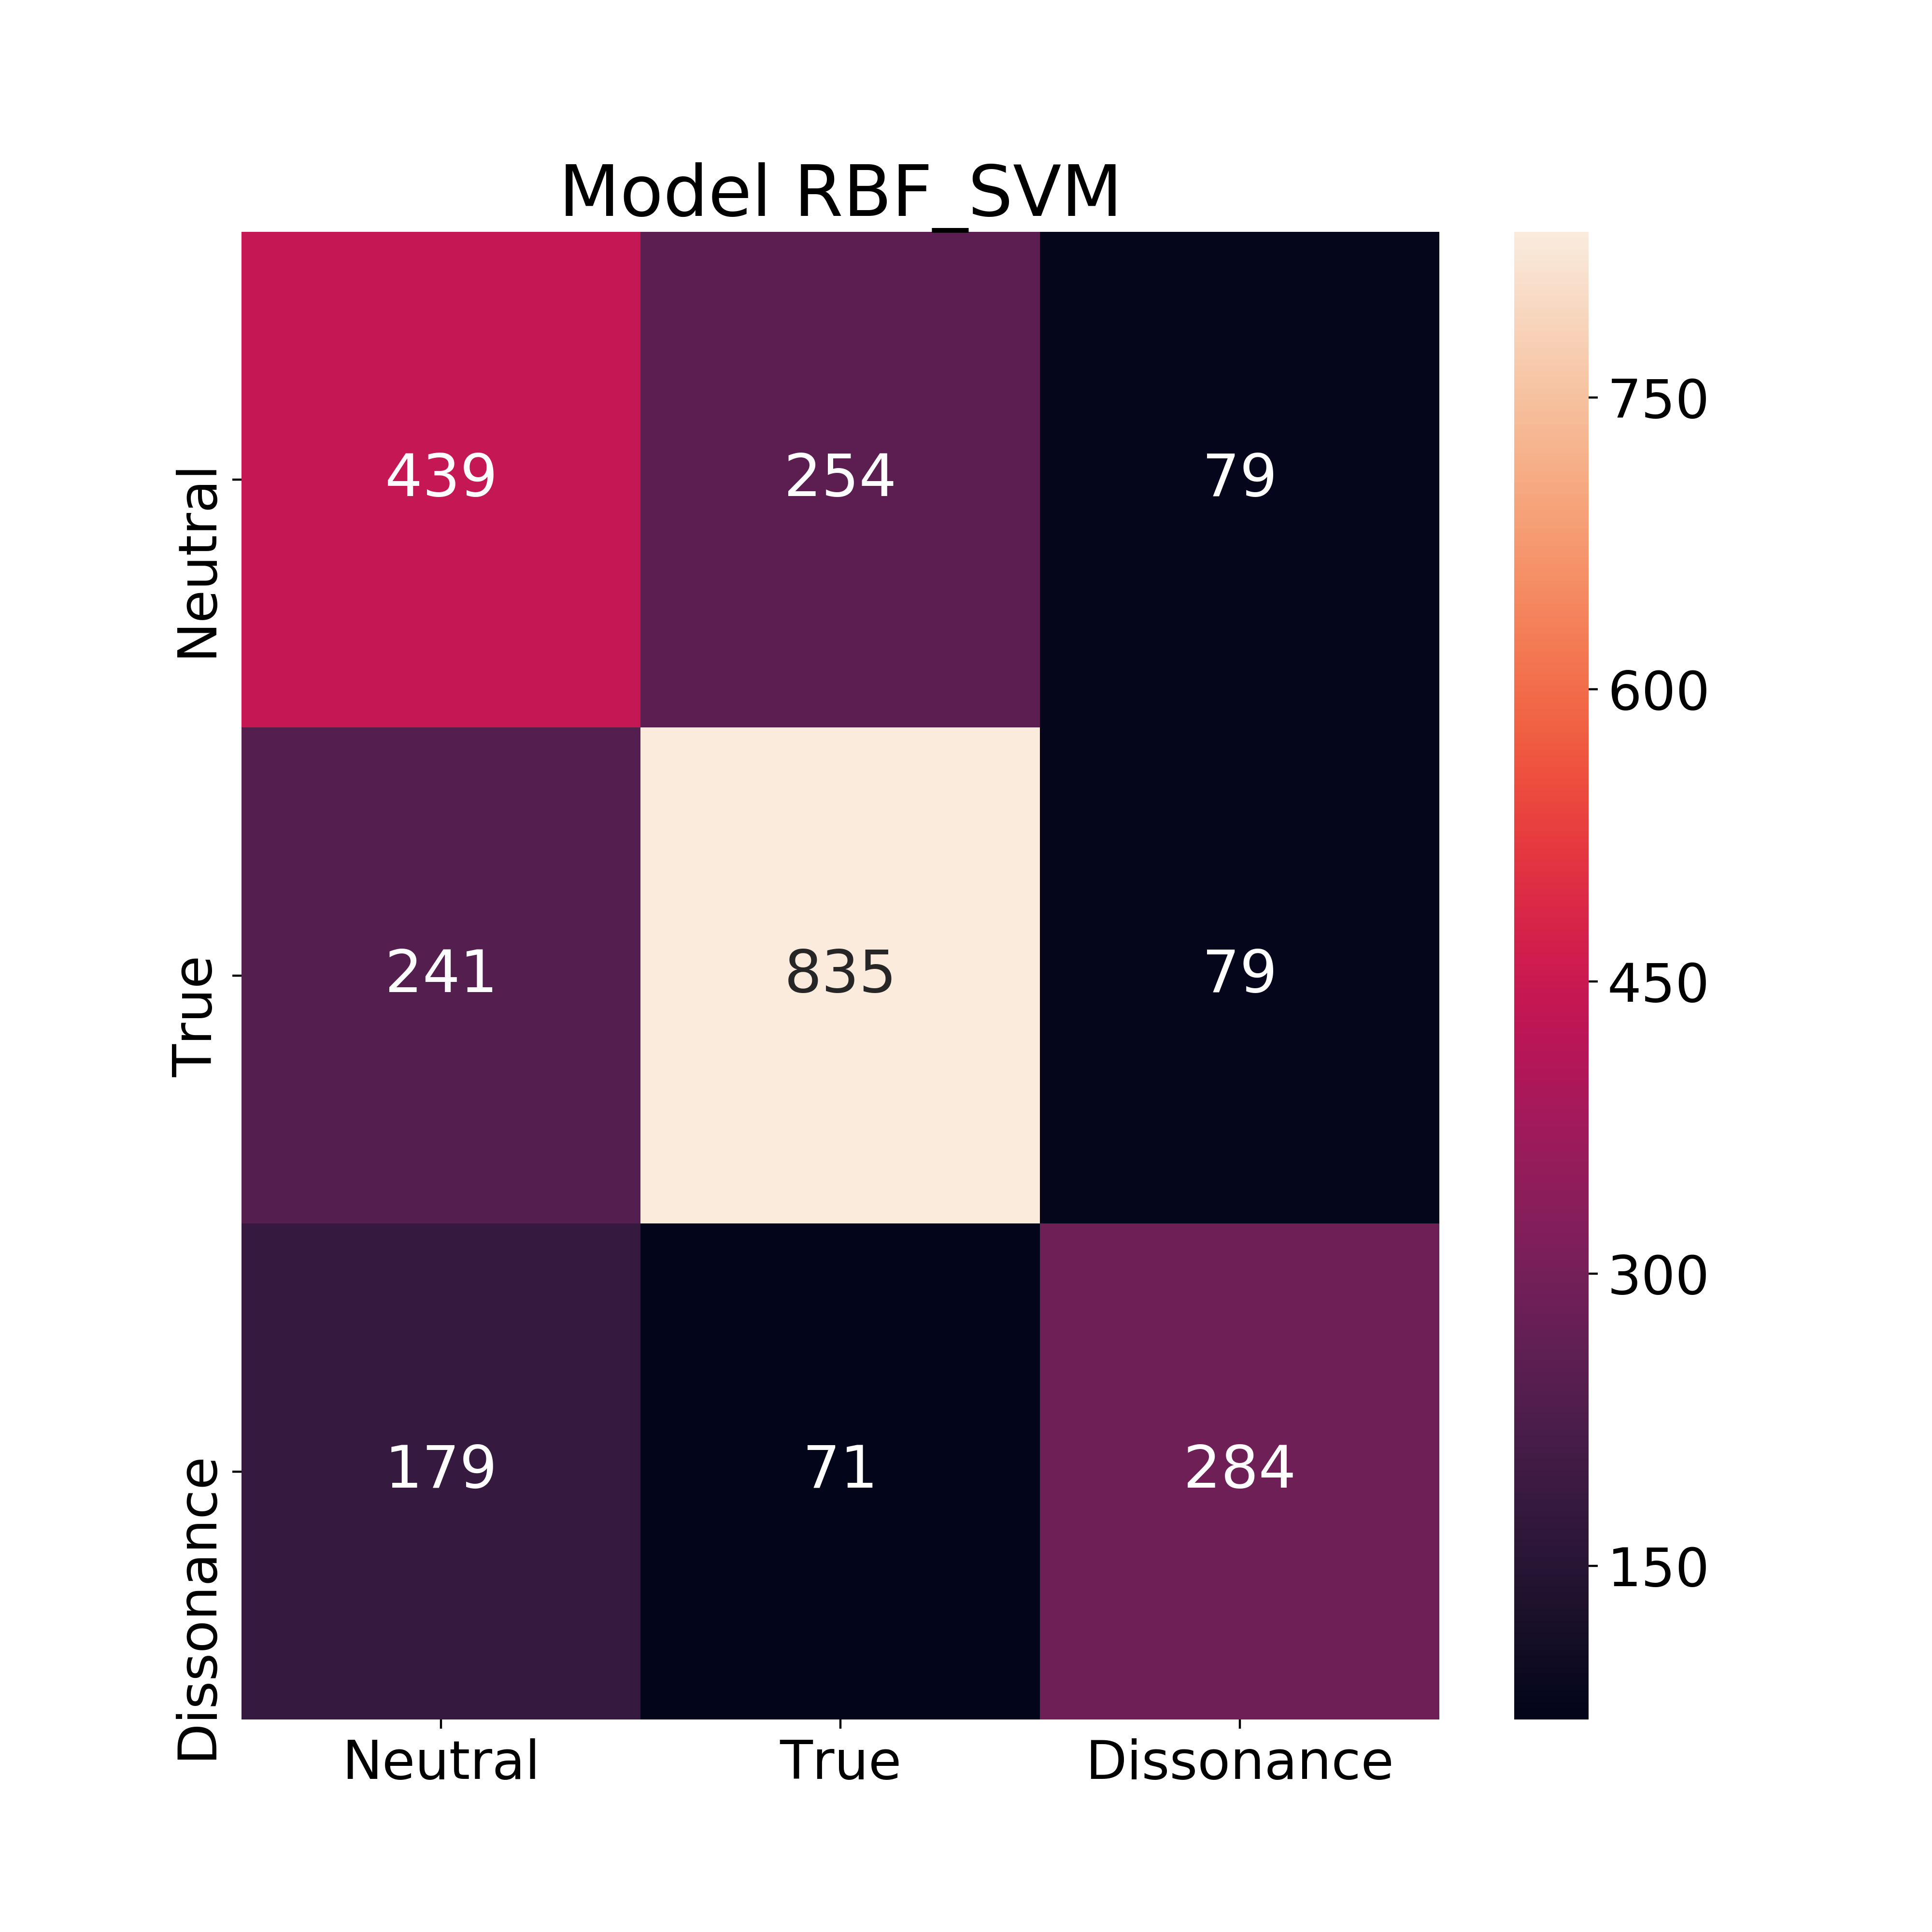 Model RBF_SVM
Neutral 439 254 79
True 241 835 79
Dissonance 179 71 284
Neutral True Dissonance
750
600
450
300
150